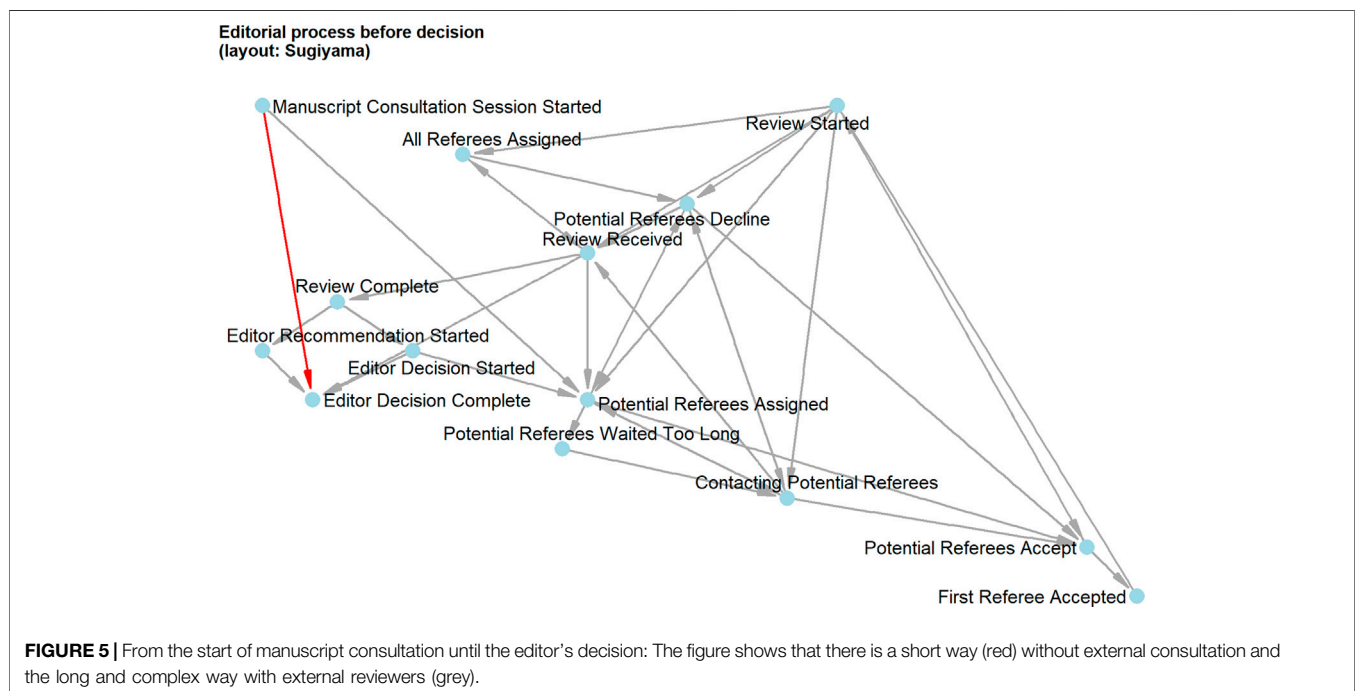 Editorial process before decision
(layout: Sugiyama)
Manuscript Consultation Session Started
Review Started
All Referees Assigned
Potential Referees Decline
Review Received
Review Complete
Editor Recommendation Started
Editor Decision Started
Editor Decision Complete
Potential Referees Assigned
Potential Referees Waited Too Long
Contacting Potential Referees
Potential Referees Accept
First Referee Accepted
FIGURE 5 | From the start of manuscript consultation until the editor’s decision: The figure shows that there is a short way (red) without external consultation and
the long and complex way with external reviewers (grey).